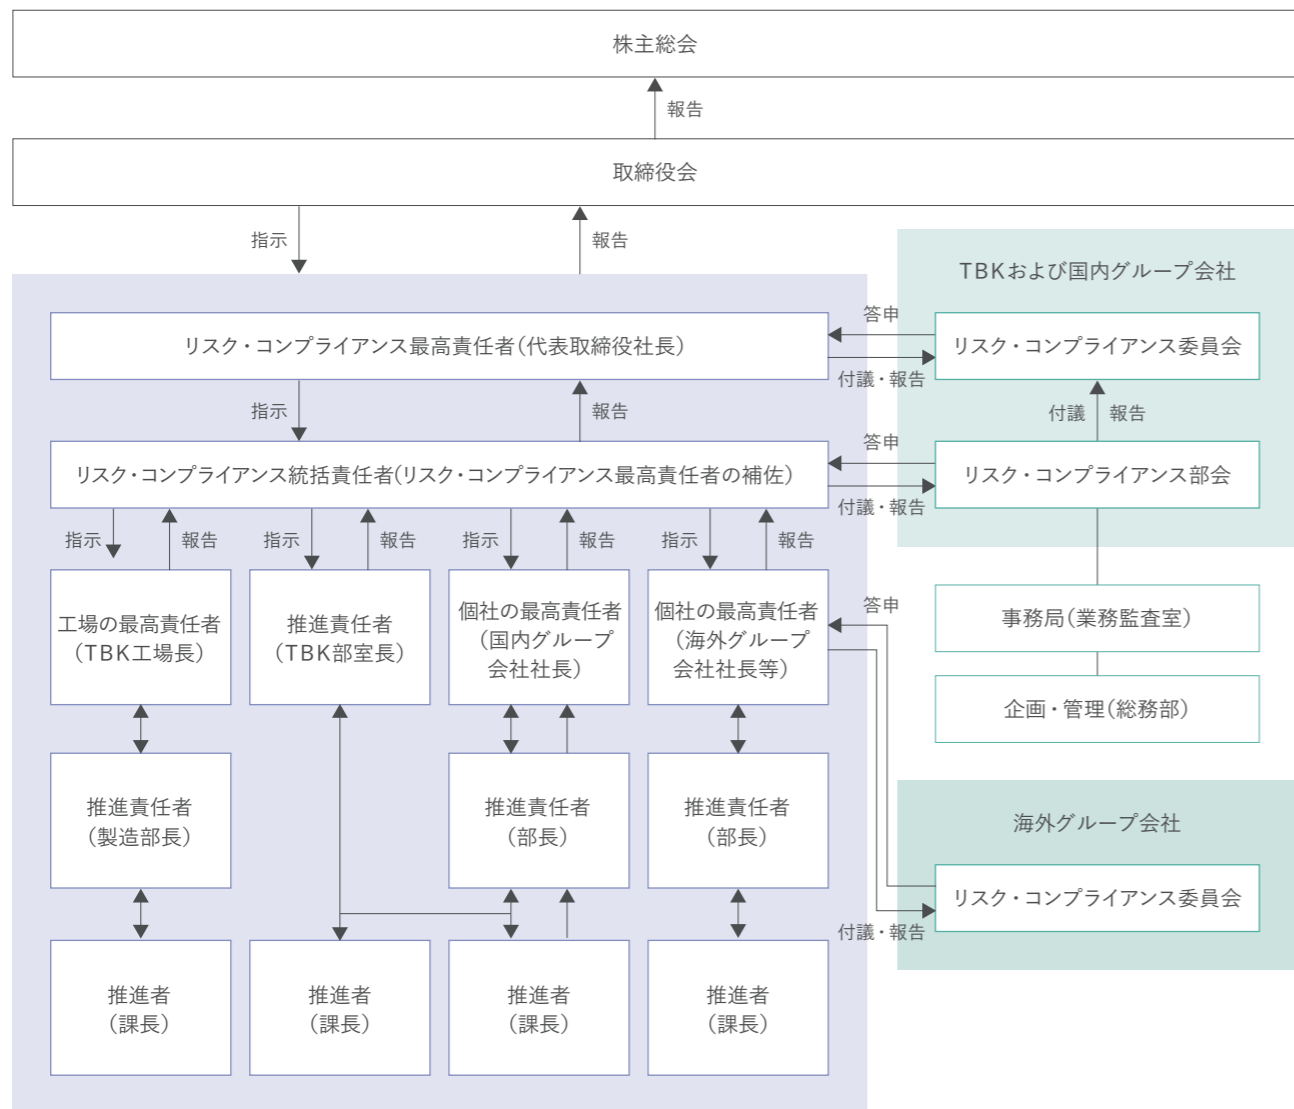 株主総会
報告
取締役会
指示
報告
TBKおよび国内グループ会社
リスク・コンプライアンス最高責任者(代表取締役社長)
答申
付議・報告
リスク・コンプライアンス委員会
指示
報告
付議
報告
リスク・コンプライアンス統括責任者(リスク・コンプライアンス最高責任者の補佐)
答申
付議・報告
リスク・コンプライアンス部会
指示
報告
指示
報告
指示
報告
指示
報告
工場の最高責任者
(TBK工場長)
推進責任者
(TBK部室長)
個社の最高責任者
(国内グループ
会社社長)
個社の最高責任者
(海外グループ
会社社長等)
答申
事務局(業務監査室)
企画・管理(総務部)
推進責任者
(製造部長)
推進責任者
(部長)
推進責任者
(部長)
海外グループ会社
リスク・コンプライアンス委員会
付議・報告
推進者
(課長)
推進者
(課長)
推進者
(課長)
推進者
(課長)